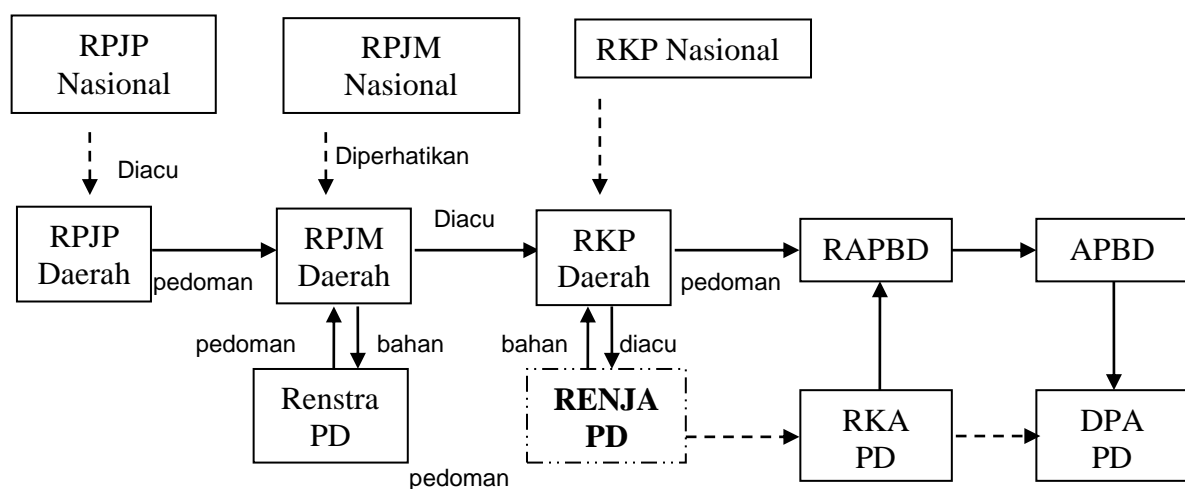 RPJP
Nasional
RPJM
Nasional
RKP Nasional
Diacu
Diperhatikan
RPJP
Daerah
pedoman
RPJM
Daerah
Diacu
RKP
Daerah
pedoman
RAPBD
APBD
pedoman
bahan
bahan
diacu
Renstra
PD
RENJA
PD
RKA
PD
DPA
PD
pedoman